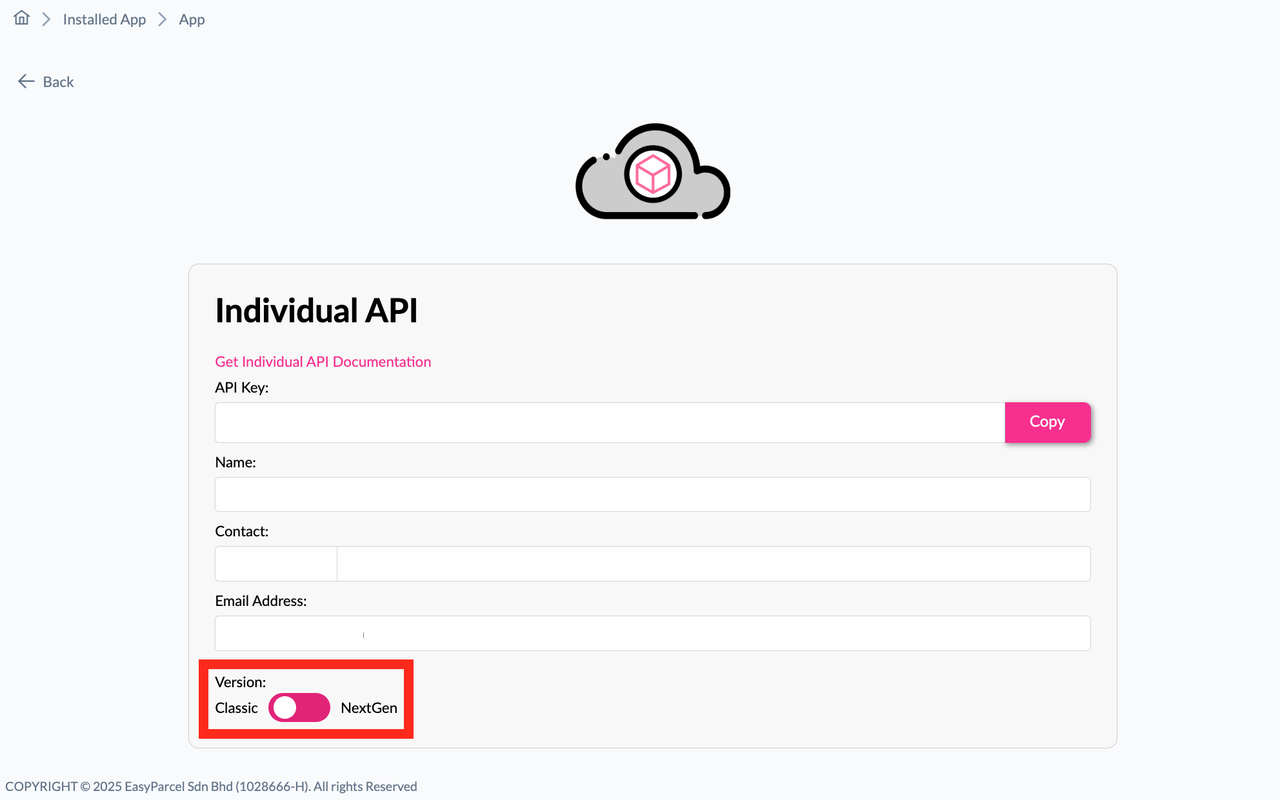 Installed App App
Back
Individual API
Get Individual API Documentation
API Key:
Copy
Name:
Contact:
Email Address:
Version:
Classic NextGen
COPYRIGHT © 2025 EasyParcel Sdn Bhd (1028666-H). All rights Reserved